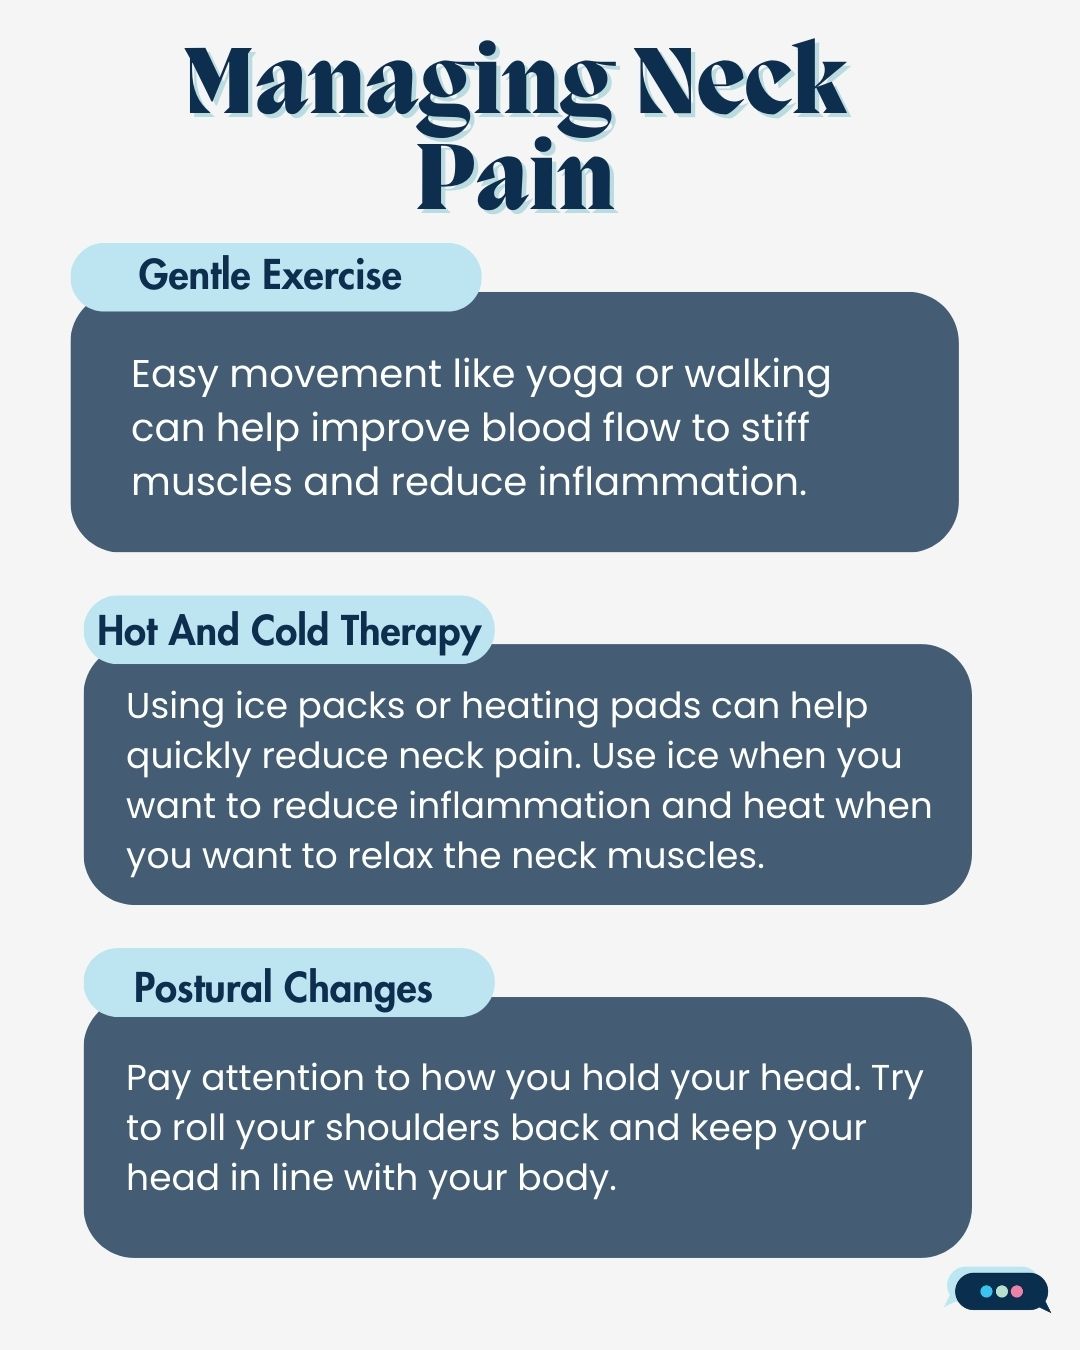 Managing Neck
Pain
Gentle Exercise
Easy movement like yoga or walking
can help improve blood flow to stiff
muscles and reduce inflammation.
Hot And Cold Therapy
Using ice packs or heating pads can help
quickly reduce neck pain. Use ice when you
want to reduce inflammation and heat when
you want to relax the neck muscles.
Postural Changes
Pay attention to how you hold your head. Try
to roll your shoulders back and keep your
head in line with your body.